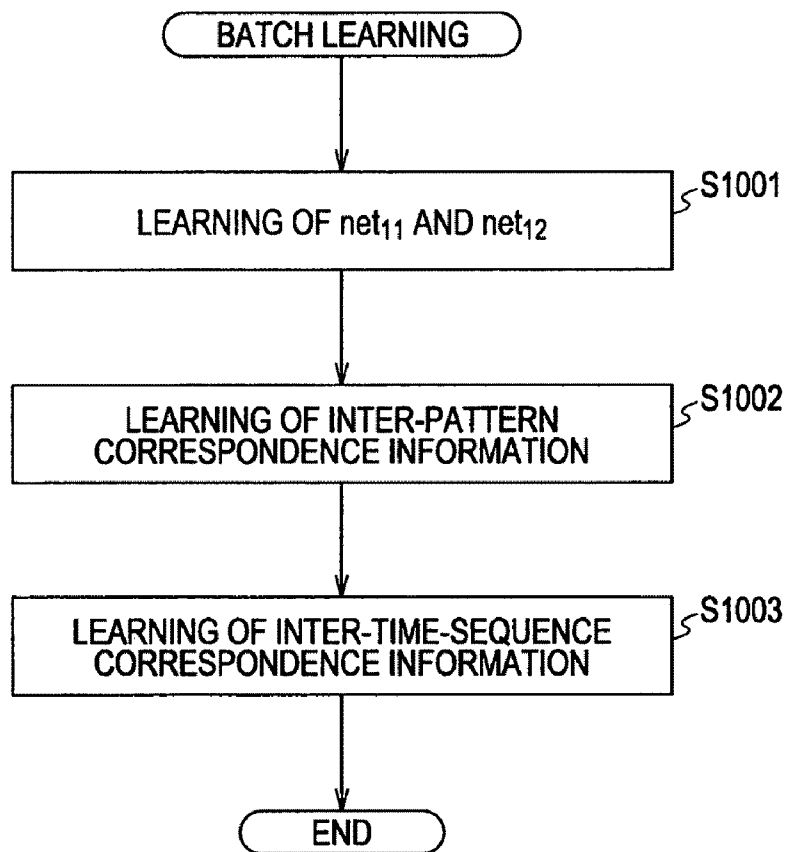 BATCH LEARNING
S1001
LEARNING OF net₁₁ AND net₁₂
S1002
LEARNING OF INTER-PATTERN
CORRESPONDENCE INFORMATION
S1003
LEARNING OF INTER-TIME-SEQUENCE
CORRESPONDENCE INFORMATION
END